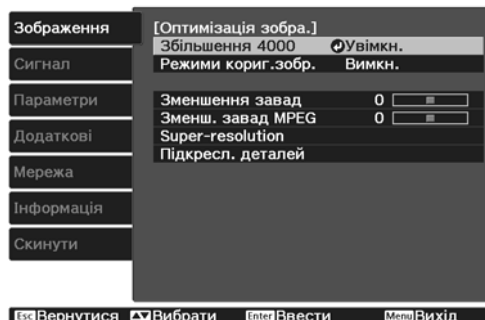 Зображення
Сигнал
Параметри
Додаткові
Мережа
Інформація
Скинути
[Оптимізація зобра.]
Збільшення 4000 Увімкн.
Режими кориг.зобр. Вимкн.
Зменшення завад 0
Зменш. завад MPEG 0
Super-resolution
Підкресл. деталей
Esc Вернутися Вибрати Enter Ввести Menu Вихід